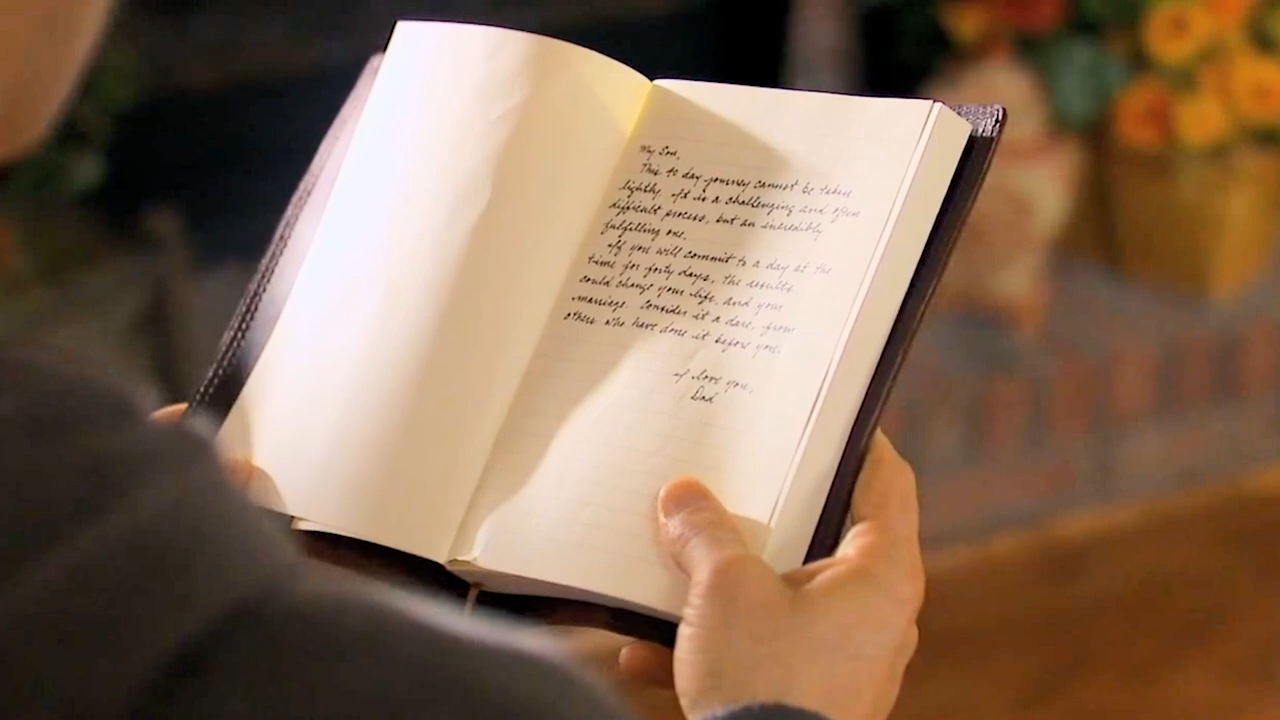 My Son,
This 40 day journey cannot be taken
lightly. It is a challenging and often
difficult process, but an incredibly
fulfilling one.
If you will commit to a day at the
time for forty days, the results
could change your life, and your
marriage. Consider it a dare, from
others who have done it before you.
I love you,
Dad